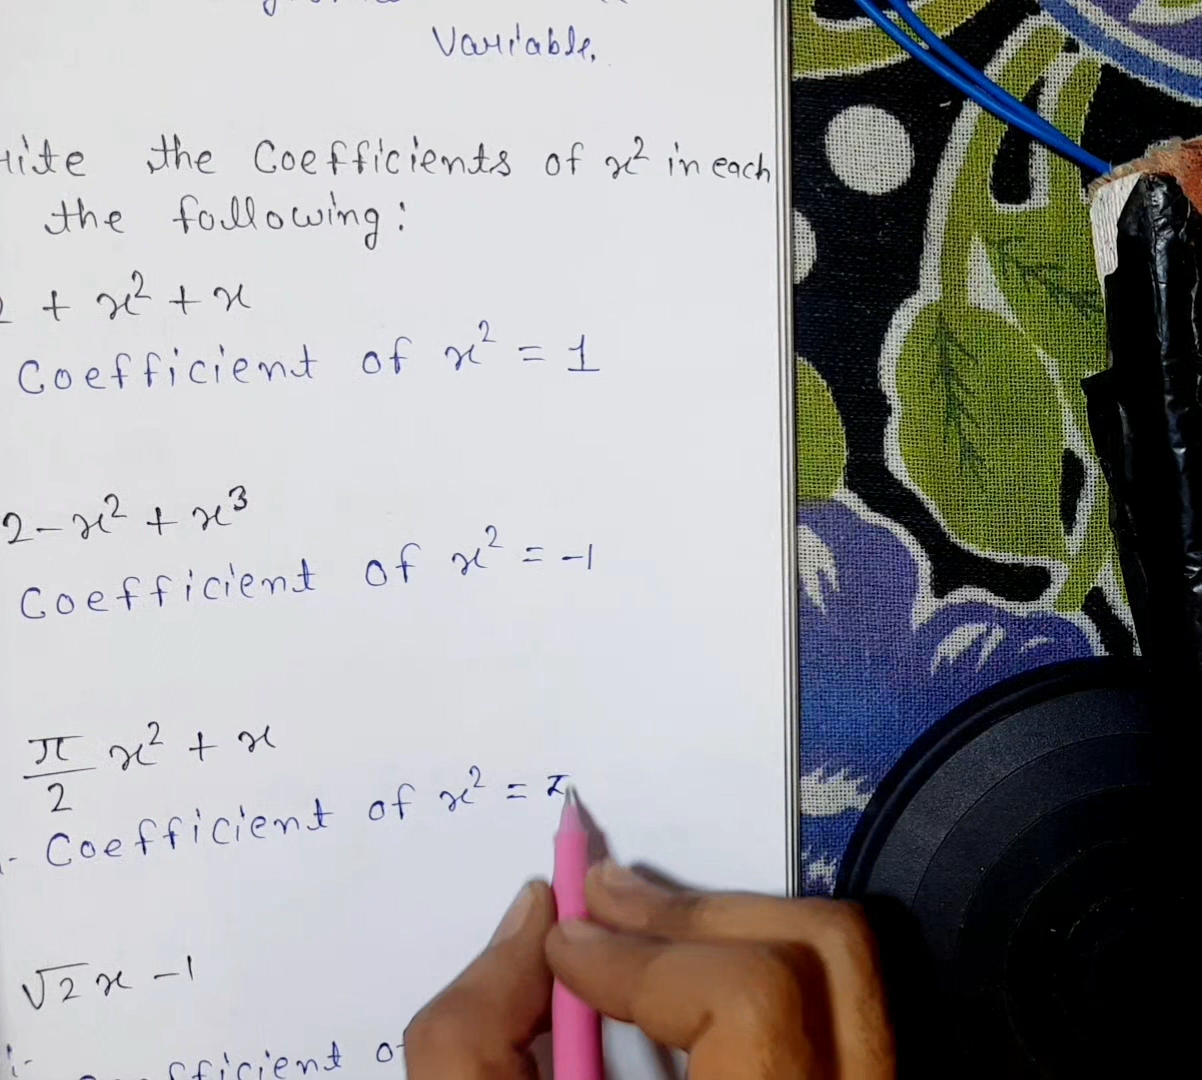 Variable.
the Coefficients of x² in each
the following:
+ x² + x
Coefficient of x² = 1
2 - x² + x³
Coefficient of x² = -1
π/2 x² + x
Coefficient of x² =
√2 x - 1